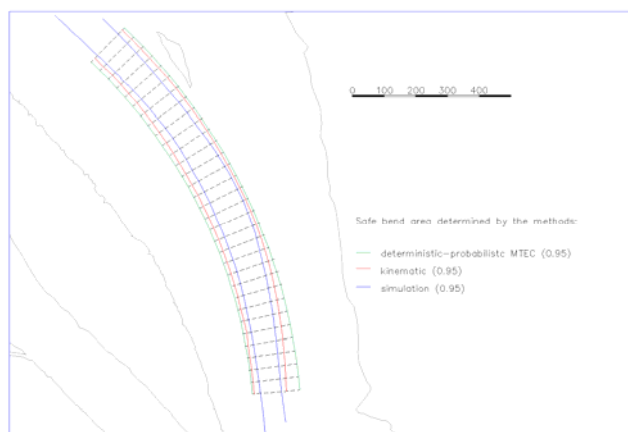 0 100 200 300 400
Safe bend area determined by the methods:
deterministic-probabilistc MTEC (0.95)
kinematic (0.95)
simulation (0.95)